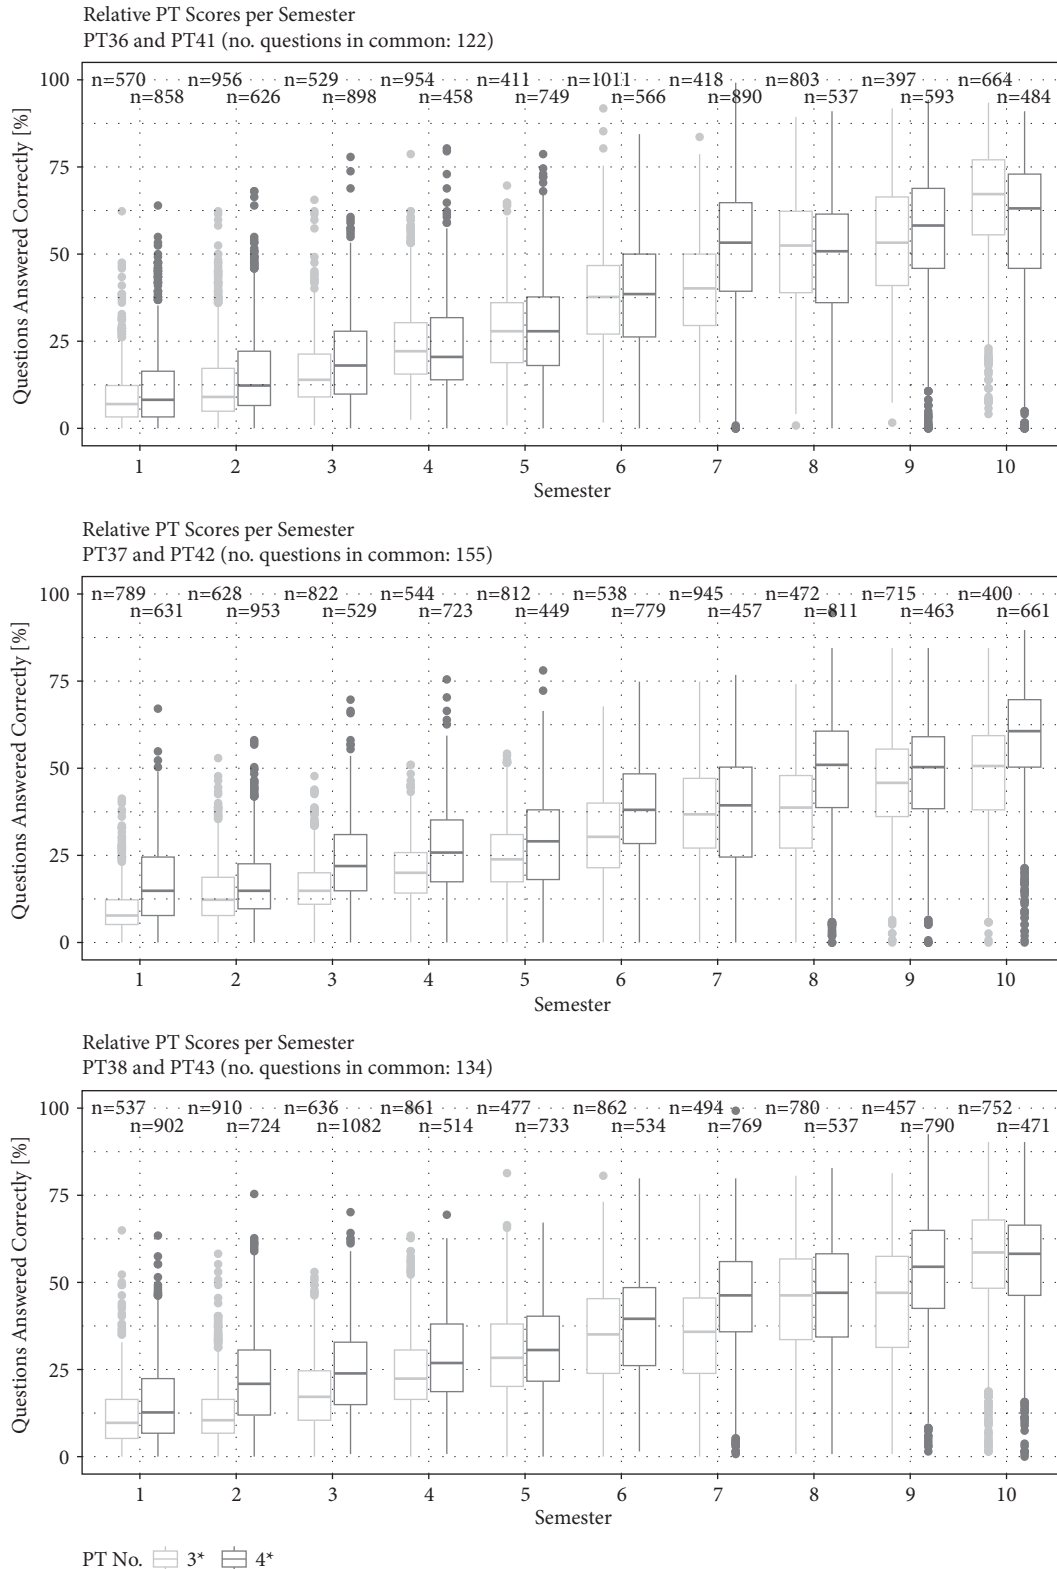 Relative PT Scores per Semester
PT36 and PT41 (no. questions in common: 122)
n=570 n=956 n=529 n=954 n=411 n=1011 n=418 n=803 n=397 n=664
n=858 n=626 n=898 n=458 n=749 n=566 n=890 n=537 n=593 n=484
100
75
50
25
0
Questions Answered Correctly [%]
1 2 3 4 5 6 7 8 9 10
Semester
Relative PT Scores per Semester
PT37 and PT42 (no. questions in common: 155)
n=789 n=628 n=822 n=544 n=812 n=538 n=945 n=472 n=715 n=400
n=631 n=953 n=529 n=723 n=449 n=779 n=457 n=811 n=463 n=661
100
75
50
25
0
Questions Answered Correctly [%]
1 2 3 4 5 6 7 8 9 10
Semester
Relative PT Scores per Semester
PT38 and PT43 (no. questions in common: 134)
n=537 n=910 n=636 n=861 n=477 n=862 n=494 n=780 n=457 n=752
n=902 n=724 n=1082 n=514 n=733 n=534 n=769 n=537 n=790 n=471
100
75
50
25
0
Questions Answered Correctly [%]
1 2 3 4 5 6 7 8 9 10
Semester
PT No. 3* 4*